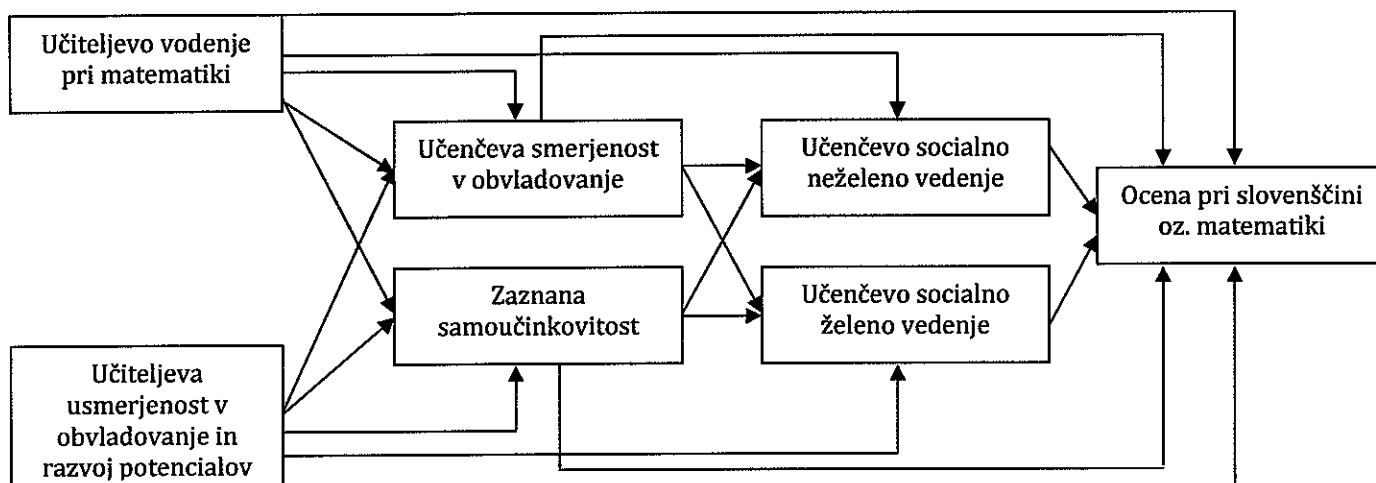 Učiteljevo vodenje
pri matematiki
Učenčeva smerjenost
v obvladovanje
Učenčevo socialno
neželeno vedenje
Ocena pri slovenščini
oz. matematiki
Zaznana
samoučinkovitost
Učenčevo socialno
želeno vedenje
Učiteljeva
usmerjenost v
obvladovanje in
razvoj potencialov